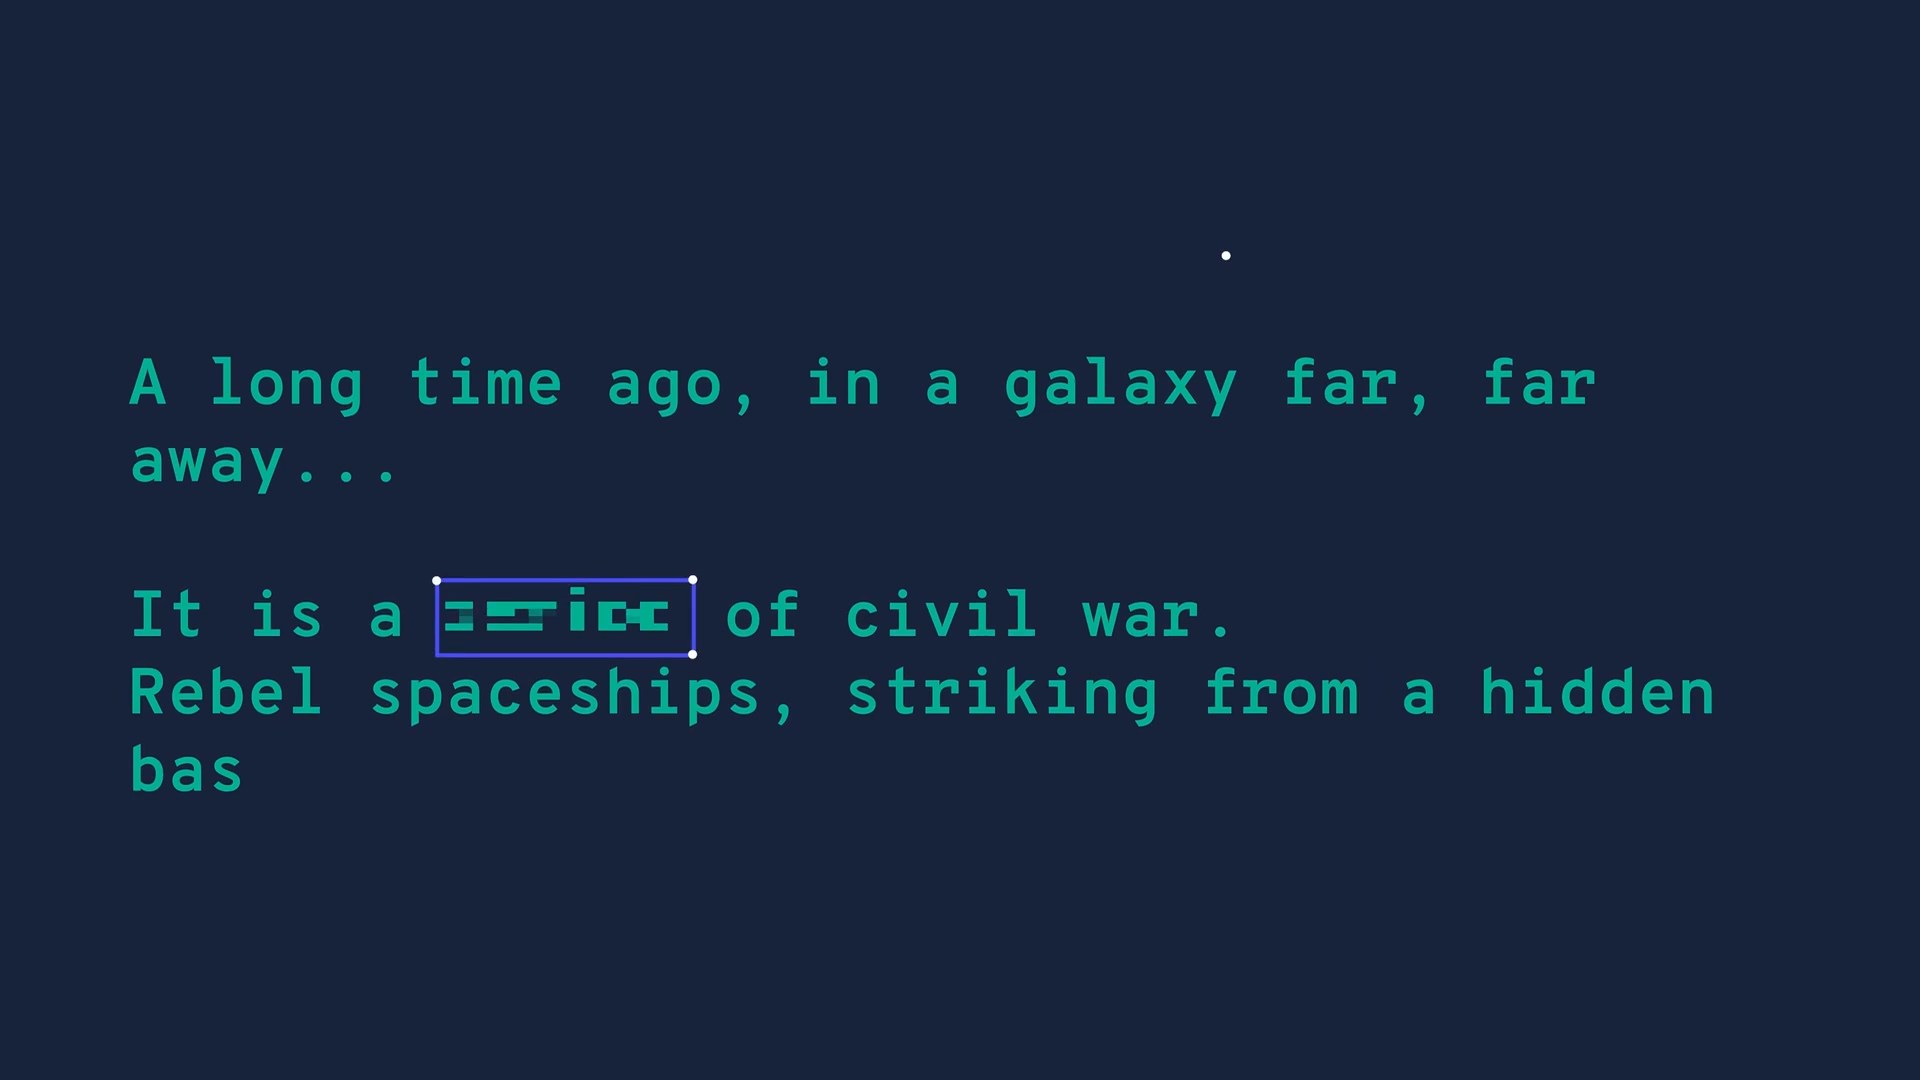 A long time ago, in a galaxy far, far
away...
It is a of civil war.
Rebel spaceships, striking from a hidden
bas